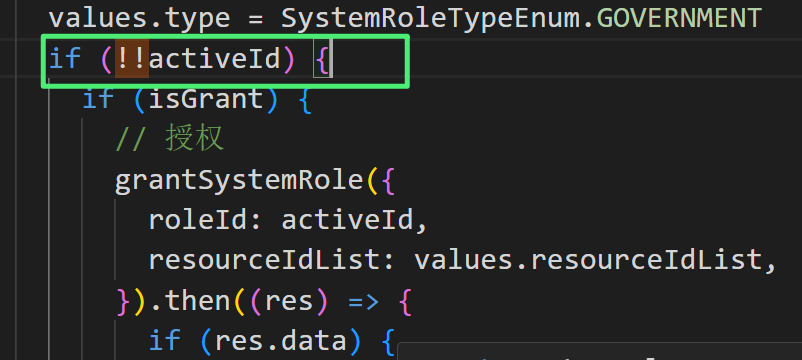 values.type = SystemRoleTypeEnum.GOVERNMENT
if (!!activeId) {
if (isGrant) {
// 授权
grantSystemRole({
roleId: activeId,
resourceIdList: values.resourceIdList,
}).then((res) => {
if (res.data) {